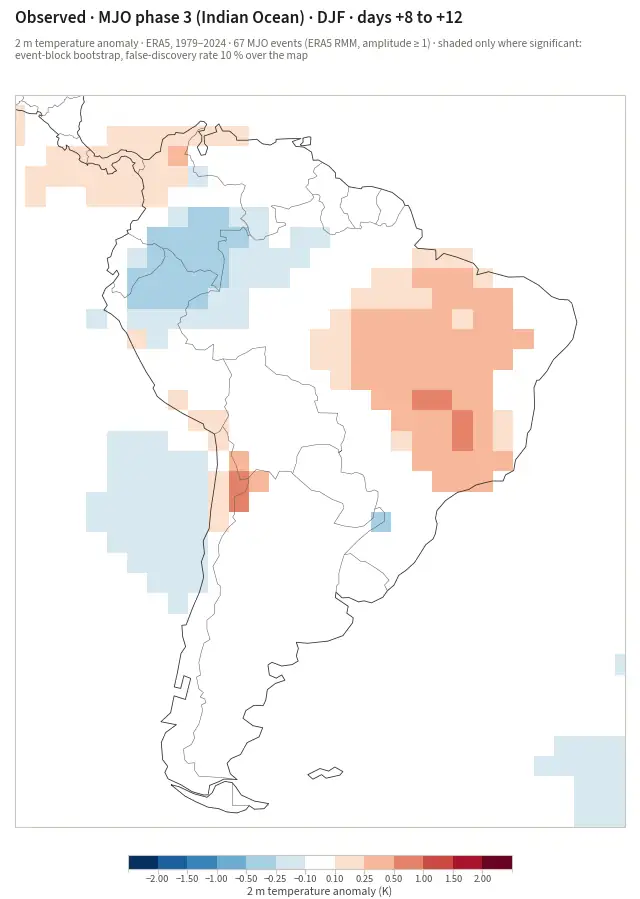 Observed · MJO phase 3 (Indian Ocean) · DJF · days +8 to +12
2 m temperature anomaly · ERA5, 1979–2024 · 67 MJO events (ERA5 RMM, amplitude ≥ 1) · shaded only where significant:
event-block bootstrap, false-discovery rate 10 % over the map
−2.00 −1.50 −1.00 −0.50 −0.25 −0.10 0.10 0.25 0.50 1.00 1.50 2.00
2 m temperature anomaly (K)